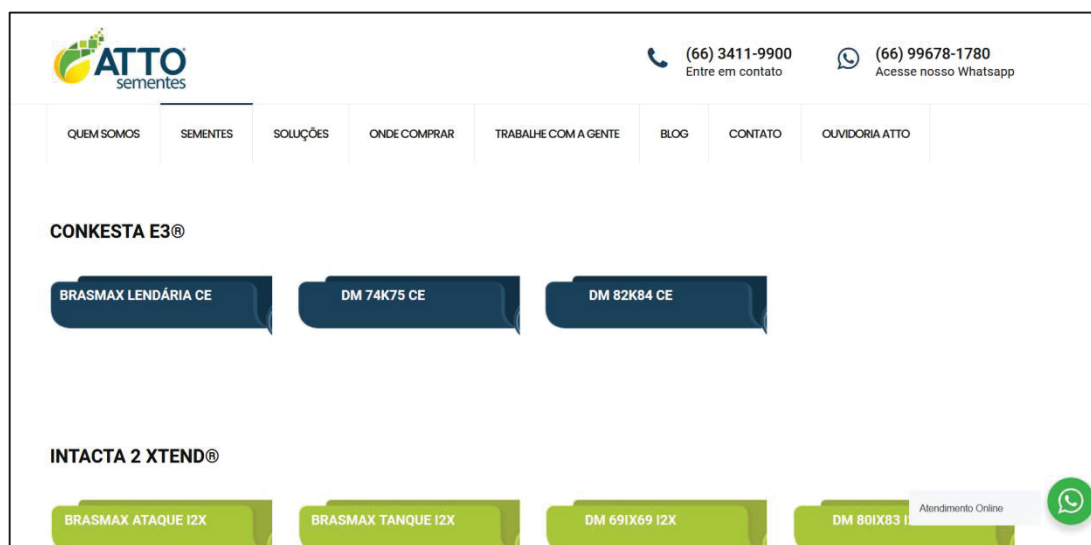 ATTO
sementes
(66) 3411-9900
Entre em contato
(66) 99678-1780
Acesse nosso Whatsapp
QUEM SOMOS SEMENTES SOLUÇÕES ONDE COMPRAR TRABALHE COM A GENTE BLOG CONTATO OUVIDORIA ATTO
CONKESTA E3®
BRASMAX LENDÁRIA CE DM 74K75 CE DM 82K84 CE
INTACTA 2 XTEND®
BRASMAX ATAQUE I2X BRASMAX TANQUE I2X DM 69IX69 I2X DM 80IX83
Atendimento Online